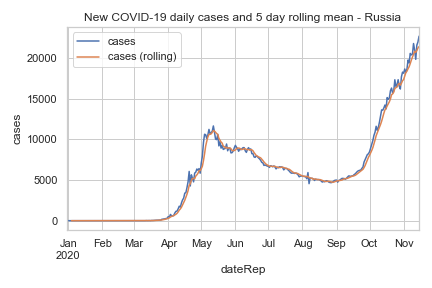 New COVID-19 daily cases and 5 day rolling mean - Russia
cases
cases (rolling)
20000
15000
10000
5000
0
cases
Jan Feb Mar Apr May Jun Jul Aug Sep Oct Nov
2020
dateRep